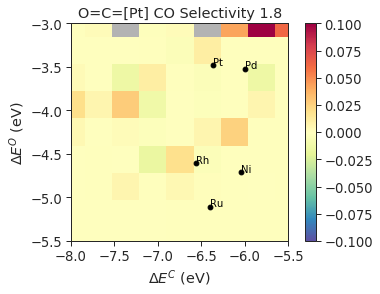 O=C=[Pt] CO Selectivity 1.8
−3.0
−3.5
−4.0
−4.5
−5.0
−5.5
ΔE^O (eV)
Pt
Pd
Rh
Ni
Ru
−8.0 −7.5 −7.0 −6.5 −6.0 −5.5
ΔE^C (eV)
0.100
0.075
0.050
0.025
0.000
−0.025
−0.050
−0.075
−0.100